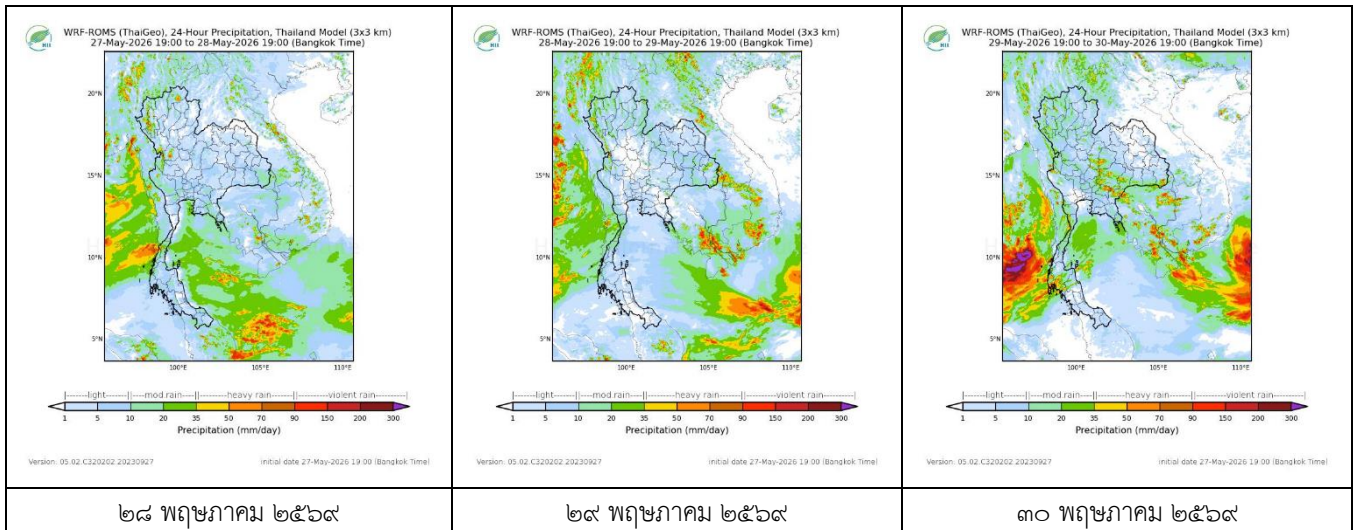 HII
WRF-ROMS (ThaiGeo), 24-Hour Precipitation, Thailand Model (3x3 km)
27-May-2026 19:00 to 28-May-2026 19:00 (Bangkok Time)
20°N
15°N
10°N
5°N
100°E 105°E 110°E
|--------light--------||---mod rain---||------heavy rain------||------violent rain------|
1 5 10 20 35 50 70 90 150 200 300
Precipitation (mm/day)
Version: 05.02.C320202.20230927 initial date 27-May-2026 19:00 (Bangkok Time)
๒๘ พฤษภาคม ๒๕๖๙
HII
WRF-ROMS (ThaiGeo), 24-Hour Precipitation, Thailand Model (3x3 km)
28-May-2026 19:00 to 29-May-2026 19:00 (Bangkok Time)
20°N
15°N
10°N
5°N
100°E 105°E 110°E
|--------light--------||---mod rain---||------heavy rain------||------violent rain------|
1 5 10 20 35 50 70 90 150 200 300
Precipitation (mm/day)
Version: 05.02.C320202.20230927 initial date 27-May-2026 19:00 (Bangkok Time)
๒๙ พฤษภาคม ๒๕๖๙
HII
WRF-ROMS (ThaiGeo), 24-Hour Precipitation, Thailand Model (3x3 km)
29-May-2026 19:00 to 30-May-2026 19:00 (Bangkok Time)
20°N
15°N
10°N
5°N
100°E 105°E 110°E
|--------light--------||---mod rain---||------heavy rain------||------violent rain------|
1 5 10 20 35 50 70 90 150 200 300
Precipitation (mm/day)
Version: 05.02.C320202.20230927 initial date 27-May-2026 19:00 (Bangkok Time)
๓๐ พฤษภาคม ๒๕๖๙